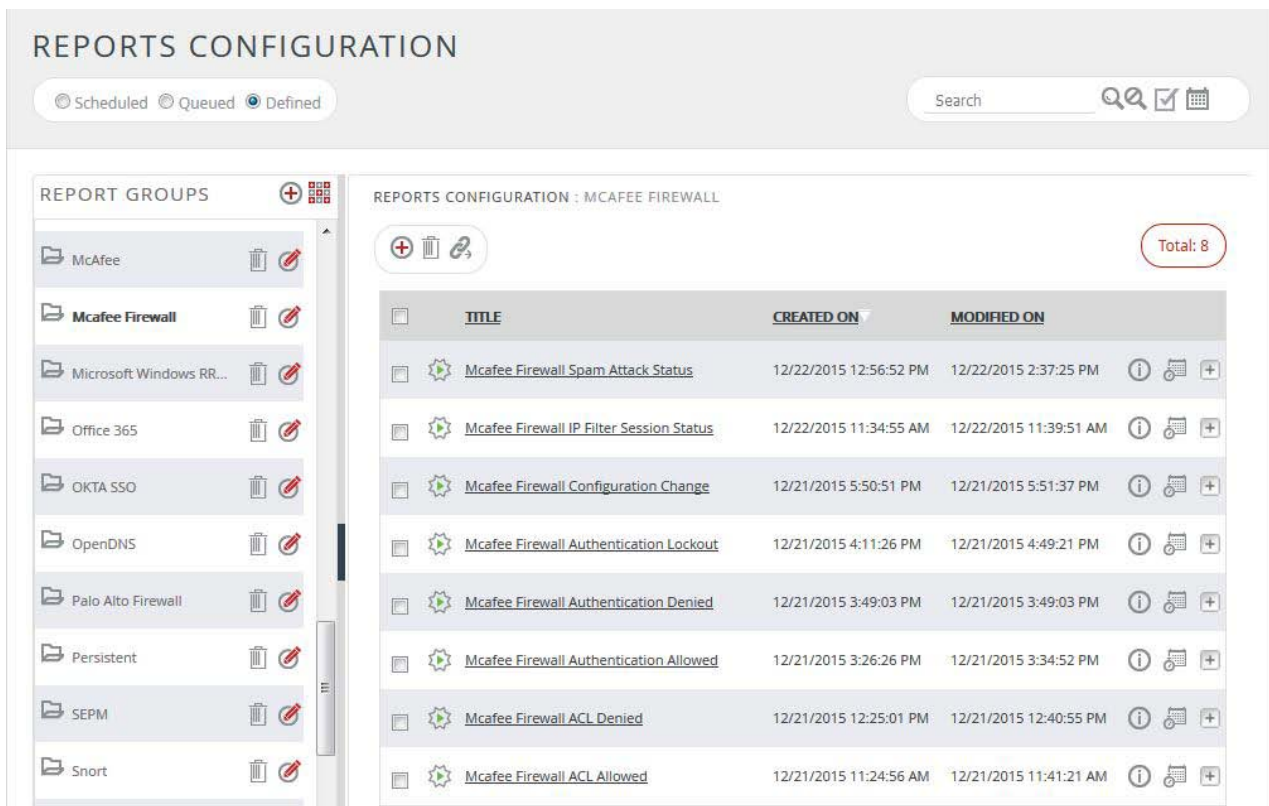 REPORTS CONFIGURATION
Scheduled Queued Defined
Search
REPORT GROUPS
McAfee
Mcafee Firewall
Microsoft Windows RR...
Office 365
OKTA SSO
OpenDNS
Palo Alto Firewall
Persistent
SEPM
Snort
REPORTS CONFIGURATION : MCAFEE FIREWALL
Total: 8
TITLE CREATED ON MODIFIED ON
Mcafee Firewall Spam Attack Status 12/22/2015 12:56:52 PM 12/22/2015 2:37:25 PM
Mcafee Firewall IP Filter Session Status 12/22/2015 11:34:55 AM 12/22/2015 11:39:51 AM
Mcafee Firewall Configuration Change 12/21/2015 5:50:51 PM 12/21/2015 5:51:37 PM
Mcafee Firewall Authentication Lockout 12/21/2015 4:11:26 PM 12/21/2015 4:49:21 PM
Mcafee Firewall Authentication Denied 12/21/2015 3:49:03 PM 12/21/2015 3:49:03 PM
Mcafee Firewall Authentication Allowed 12/21/2015 3:26:26 PM 12/21/2015 3:34:52 PM
Mcafee Firewall ACL Denied 12/21/2015 12:25:01 PM 12/21/2015 12:40:55 PM
Mcafee Firewall ACL Allowed 12/21/2015 11:24:56 AM 12/21/2015 11:41:21 AM